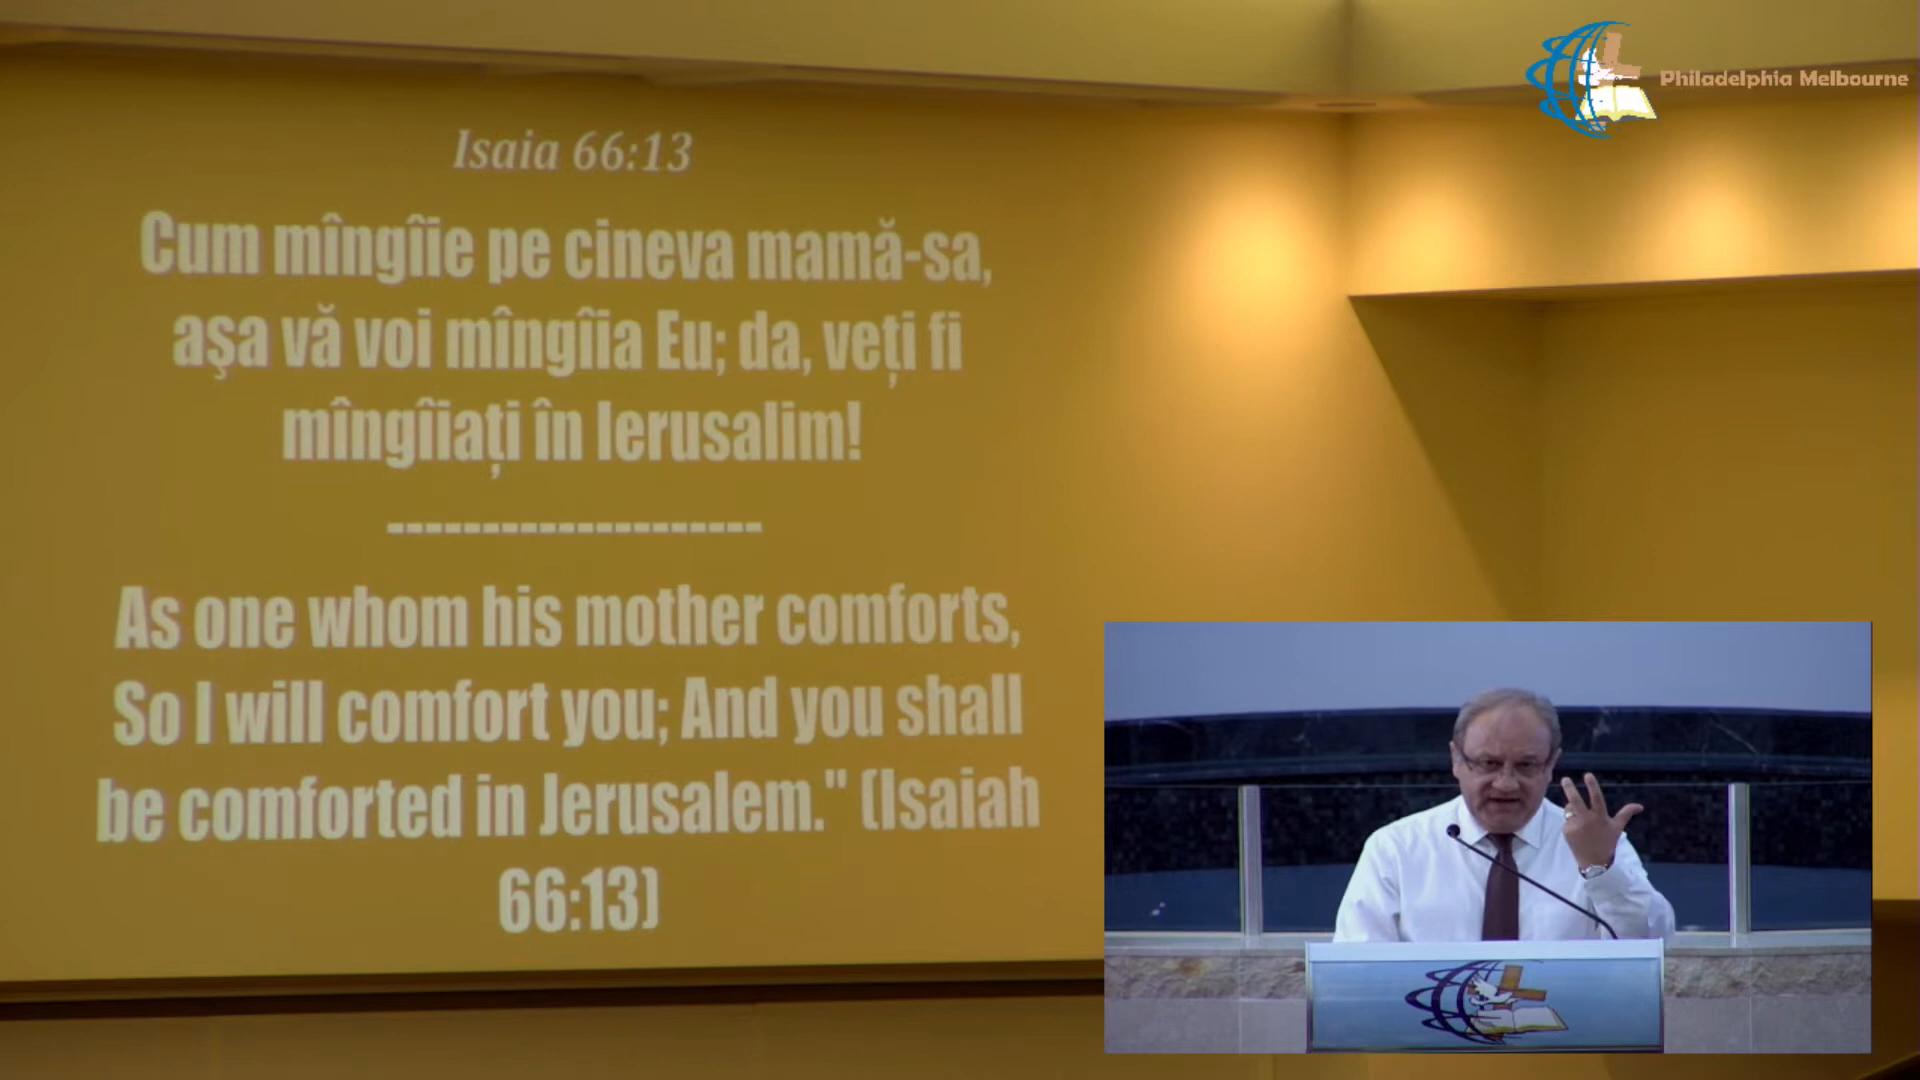 Philadelphia Melbourne
Isaia 66:13
Cum mîngîie pe cineva mamă-sa,
aşa vă voi mîngîia Eu; da, veți fi
mîngîiați în Ierusalim!
--------------------
As one whom his mother comforts,
So I will comfort you; And you shall
be comforted in Jerusalem." (Isaiah
66:13)